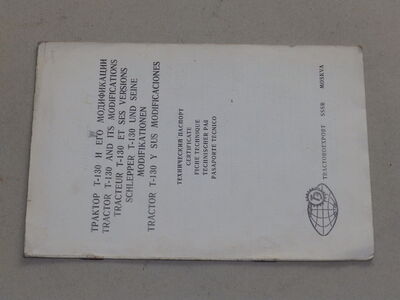 ТРАКТОР Т-130 И ЕГО МОДИФИКАЦИИ
TRACTOR T-130 AND ITS MODIFICATIONS
TRACTEUR T-130 ET SES VERSIONS
SCHLEPPER T-130 UND SEINE
MODIFIKATIONEN
TRACTOR T-130 Y SUS MODIFICACIONES
ТЕХНИЧЕСКИЙ ПАСПОРТ
CERTIFICATE
FICHE TECHNIQUE
TECHNISCHER PAß
PASAPORTE TECNICO
TRACTOROEXPORT SSSR MOSKVA